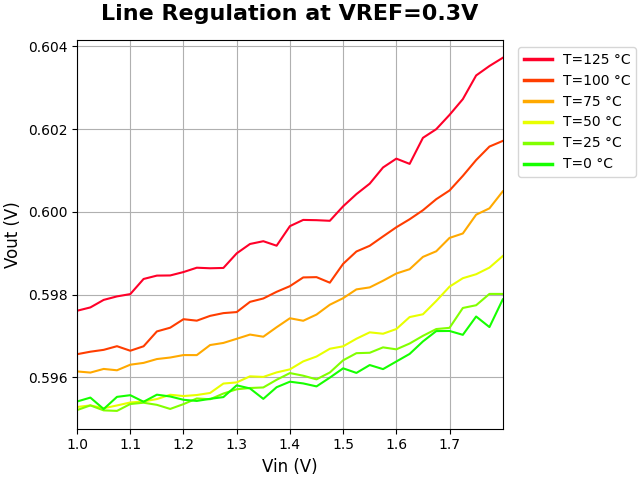 Line Regulation at VREF=0.3V
0.604
0.602
0.600
0.598
0.596
Vout (V)
1.0 1.1 1.2 1.3 1.4 1.5 1.6 1.7
Vin (V)
T=125 °C
T=100 °C
T=75 °C
T=50 °C
T=25 °C
T=0 °C